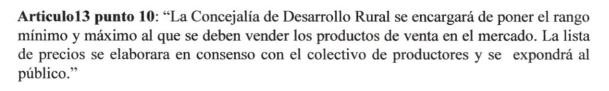 Articulo13 punto 10: “La Concejalía de Desarrollo Rural se encargará de poner el rango
mínimo y máximo al que se deben vender los productos de venta en el mercado. La lista
de precios se elaborara en consenso con el colectivo de productores y se expondrá al
público.”